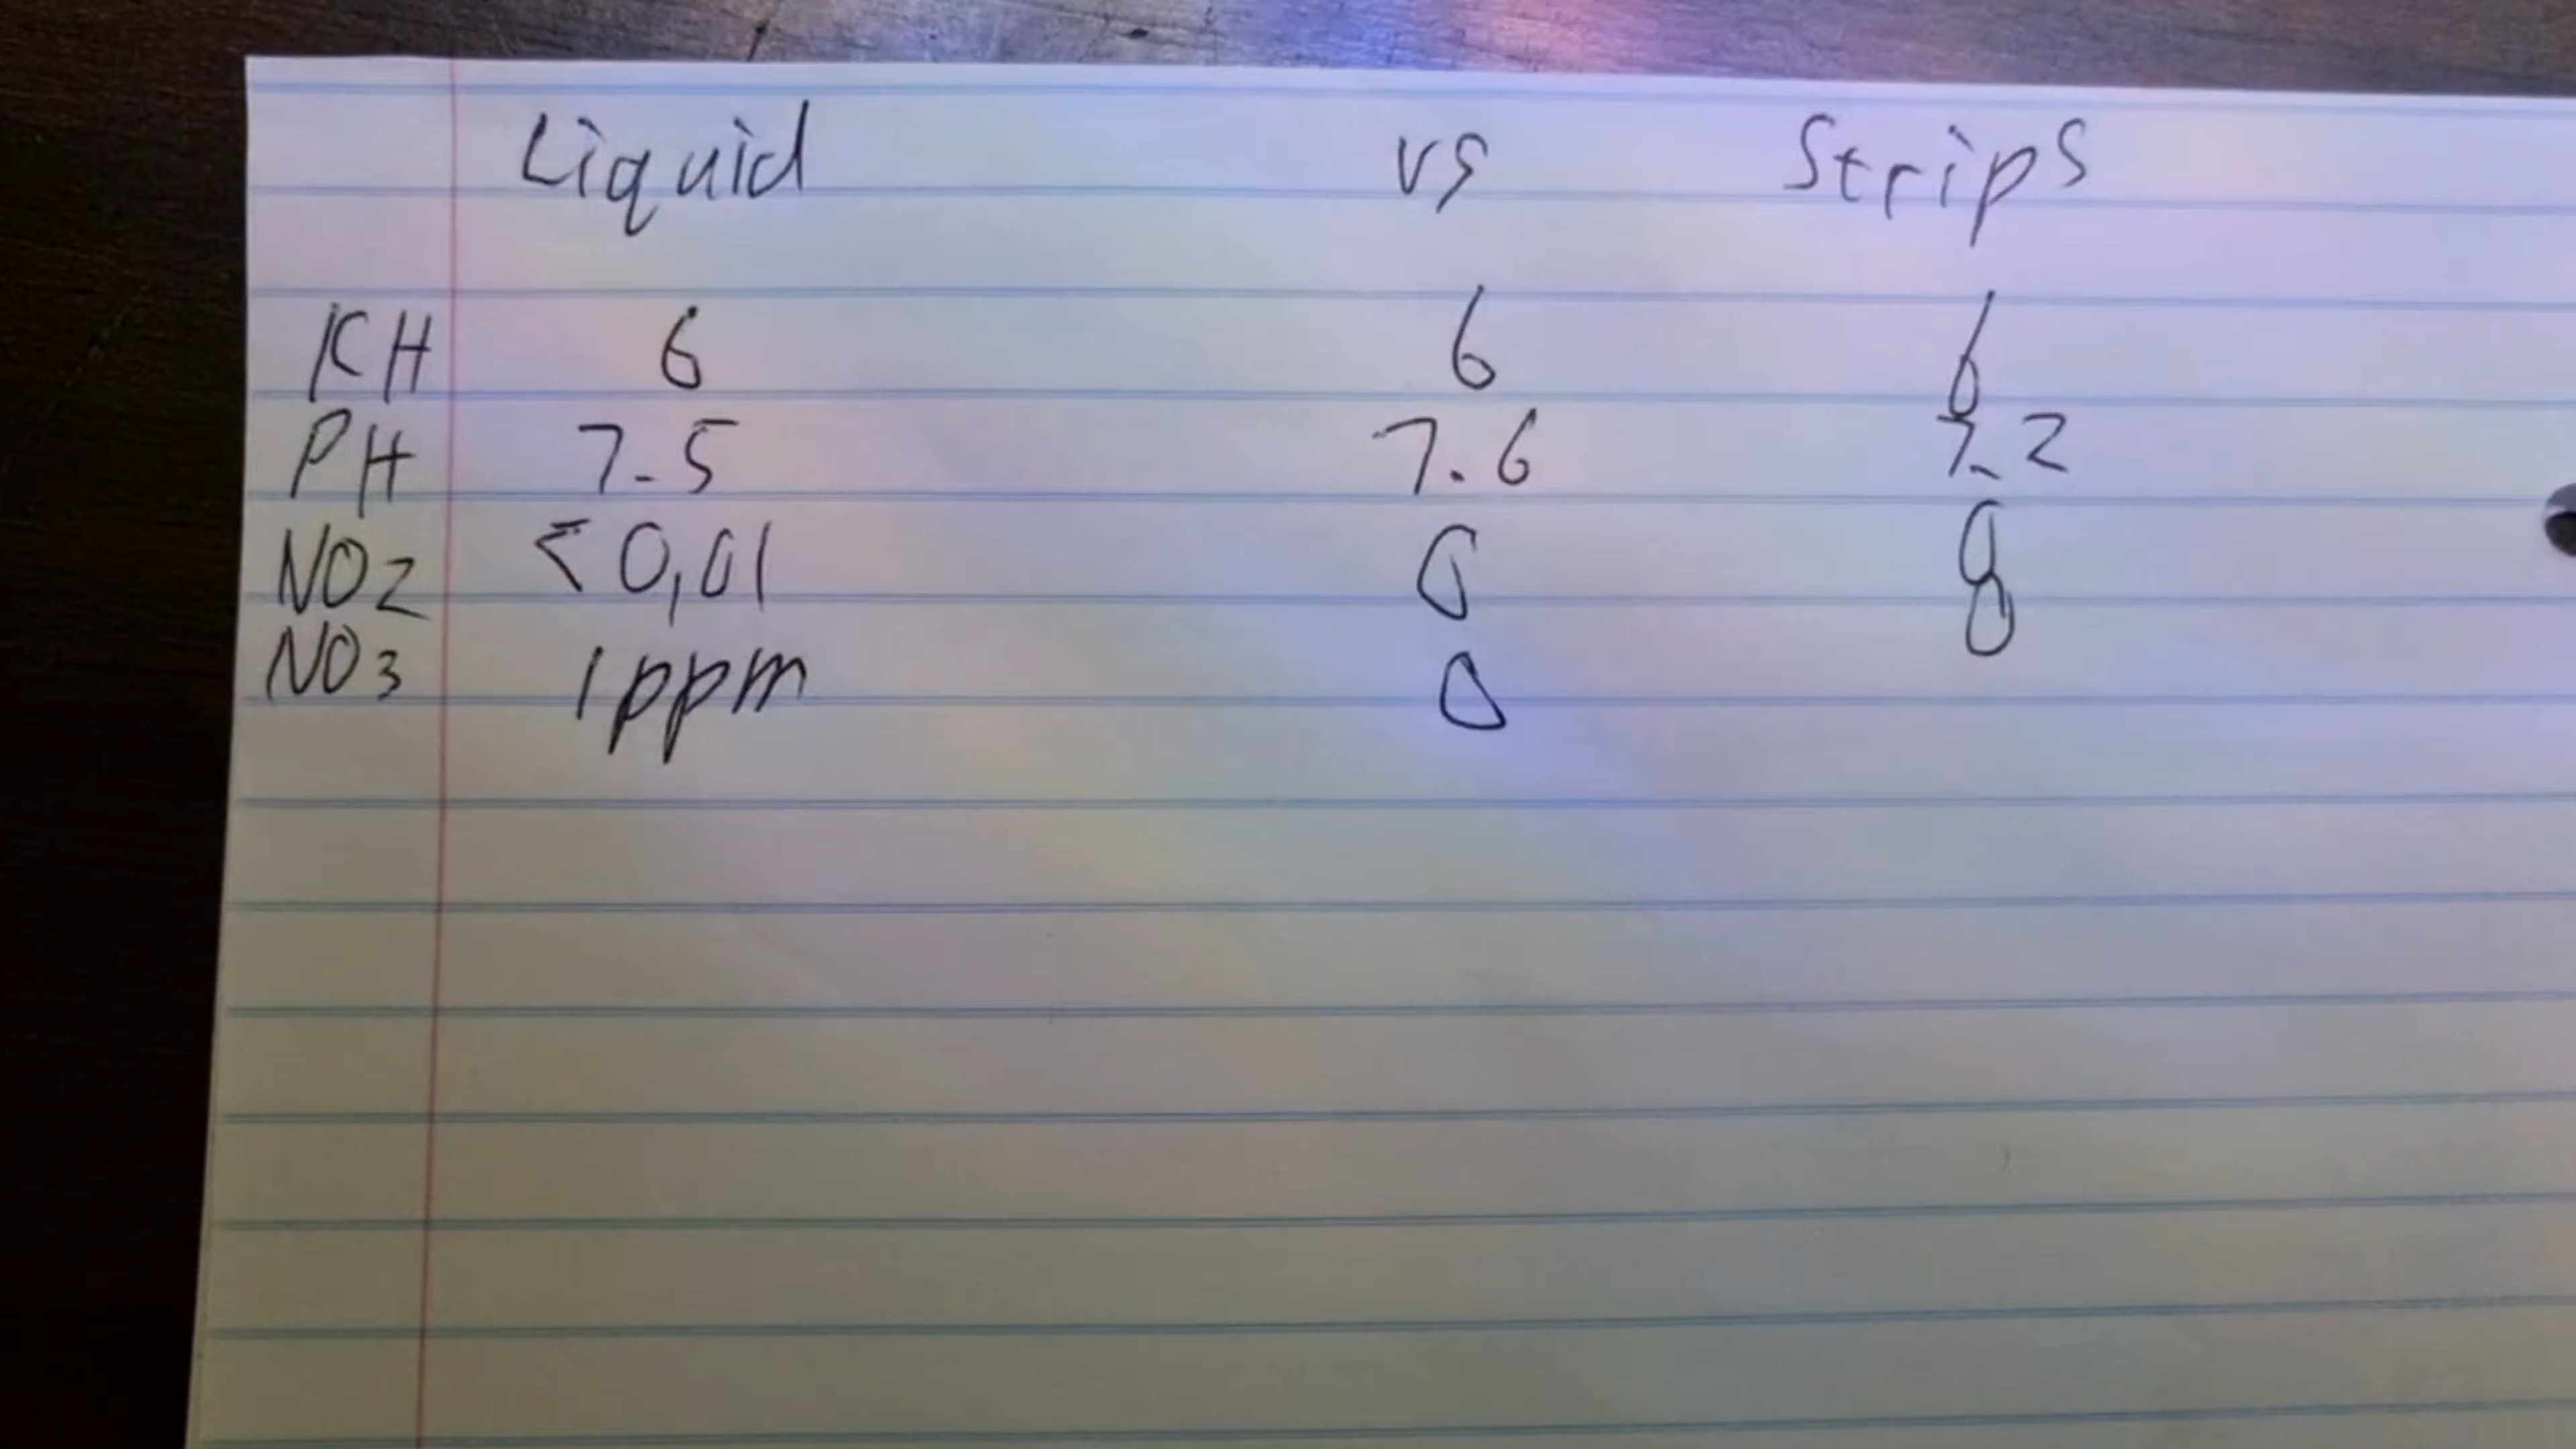 Liquid vs Strips
KH 6 6 6
PH 7.5 7.6 7.2
NO2 ≤0,01 0 0
NO3 1ppm 0 0